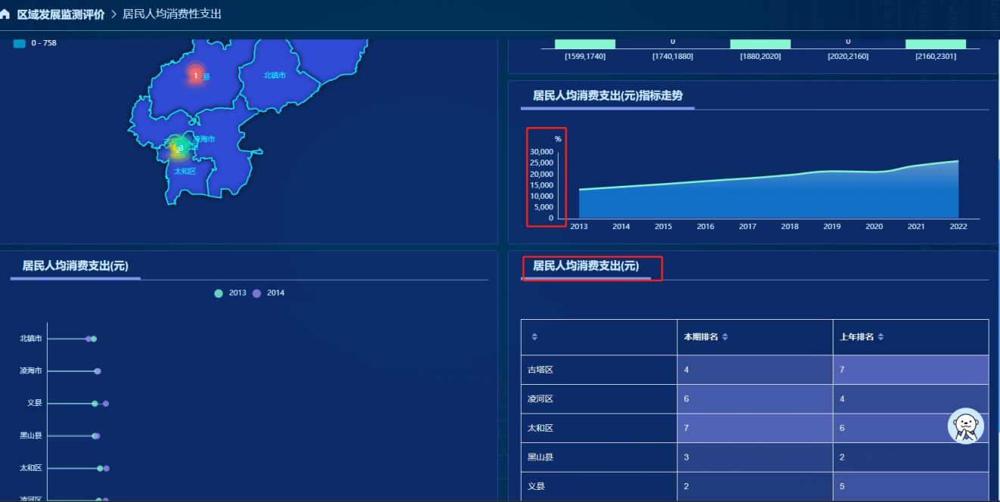 区域发展监测评价 > 居民人均消费性支出
0 - 758
1 县
北镇市
凌海市
2 3
太和区
0 0
[1599,1740] [1740,1880] [1880,2020] [2020,2160] [2160,2301]
居民人均消费支出(元)指标走势
%
30,000
25,000
20,000
15,000
10,000
5,000
0
2013 2014 2015 2016 2017 2018 2019 2020 2021 2022
居民人均消费支出(元)
2013 2014
北镇市
凌海市
义县
黑山县
太和区
凌河区
居民人均消费支出(元)
本期排名 上年排名
古塔区 4 7
凌河区 6 4
太和区 7 6
黑山县 3 2
义县 2 5